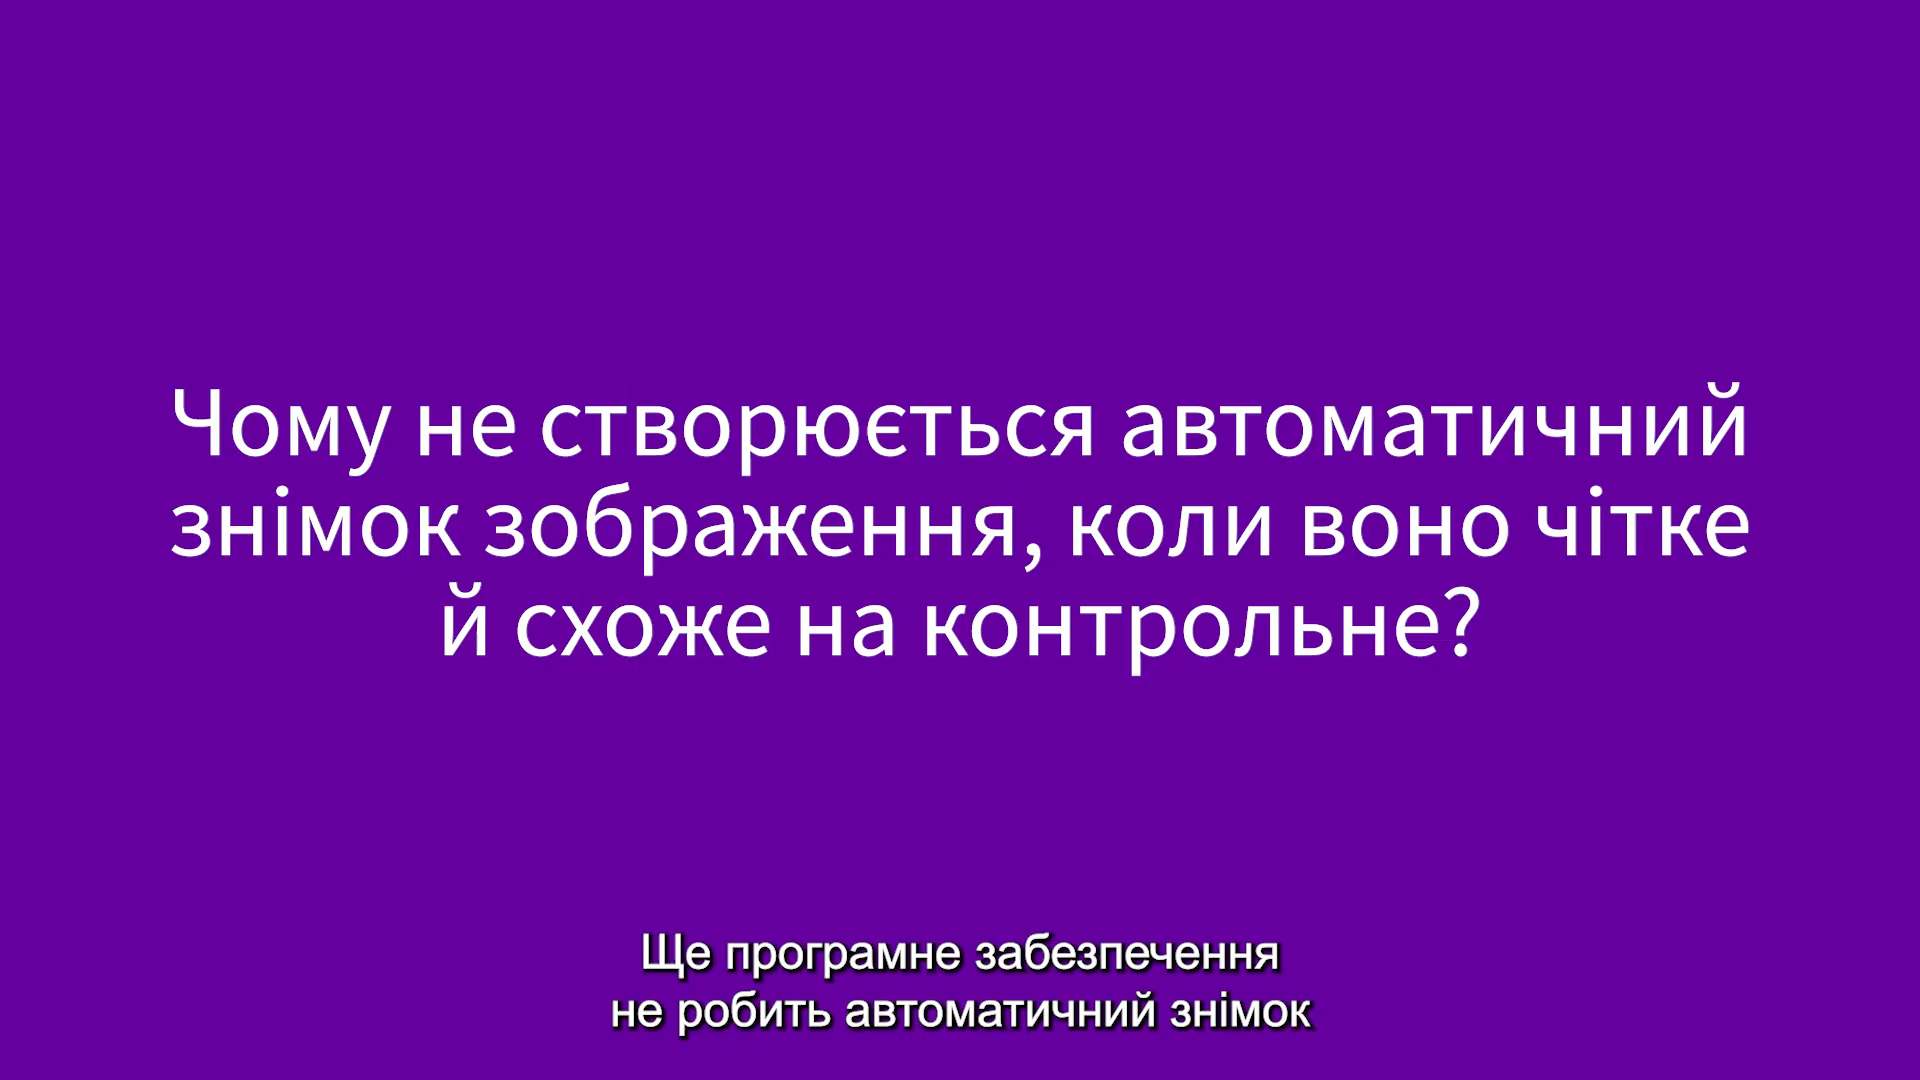 Чому не створюється автоматичний
знімок зображення, коли воно чітке
й схоже на контрольне?
Ще програмне забезпечення
не робить автоматичний знімок